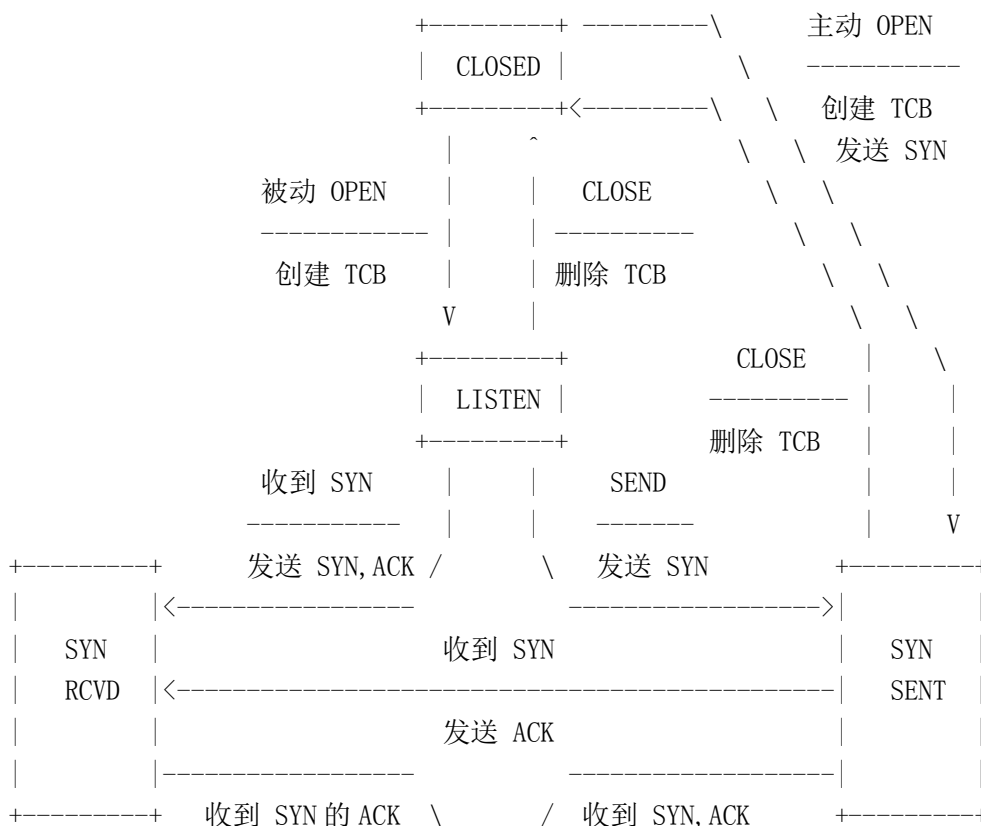 主动 OPEN
CLOSED
创建 TCB
发送 SYN
被动 OPEN CLOSE
创建 TCB 删除 TCB
V
CLOSE
LISTEN
删除 TCB
收到 SYN SEND
V
发送 SYN,ACK 发送 SYN
SYN 收到 SYN SYN
RCVD SENT
发送 ACK
收到 SYN 的 ACK 收到 SYN,ACK